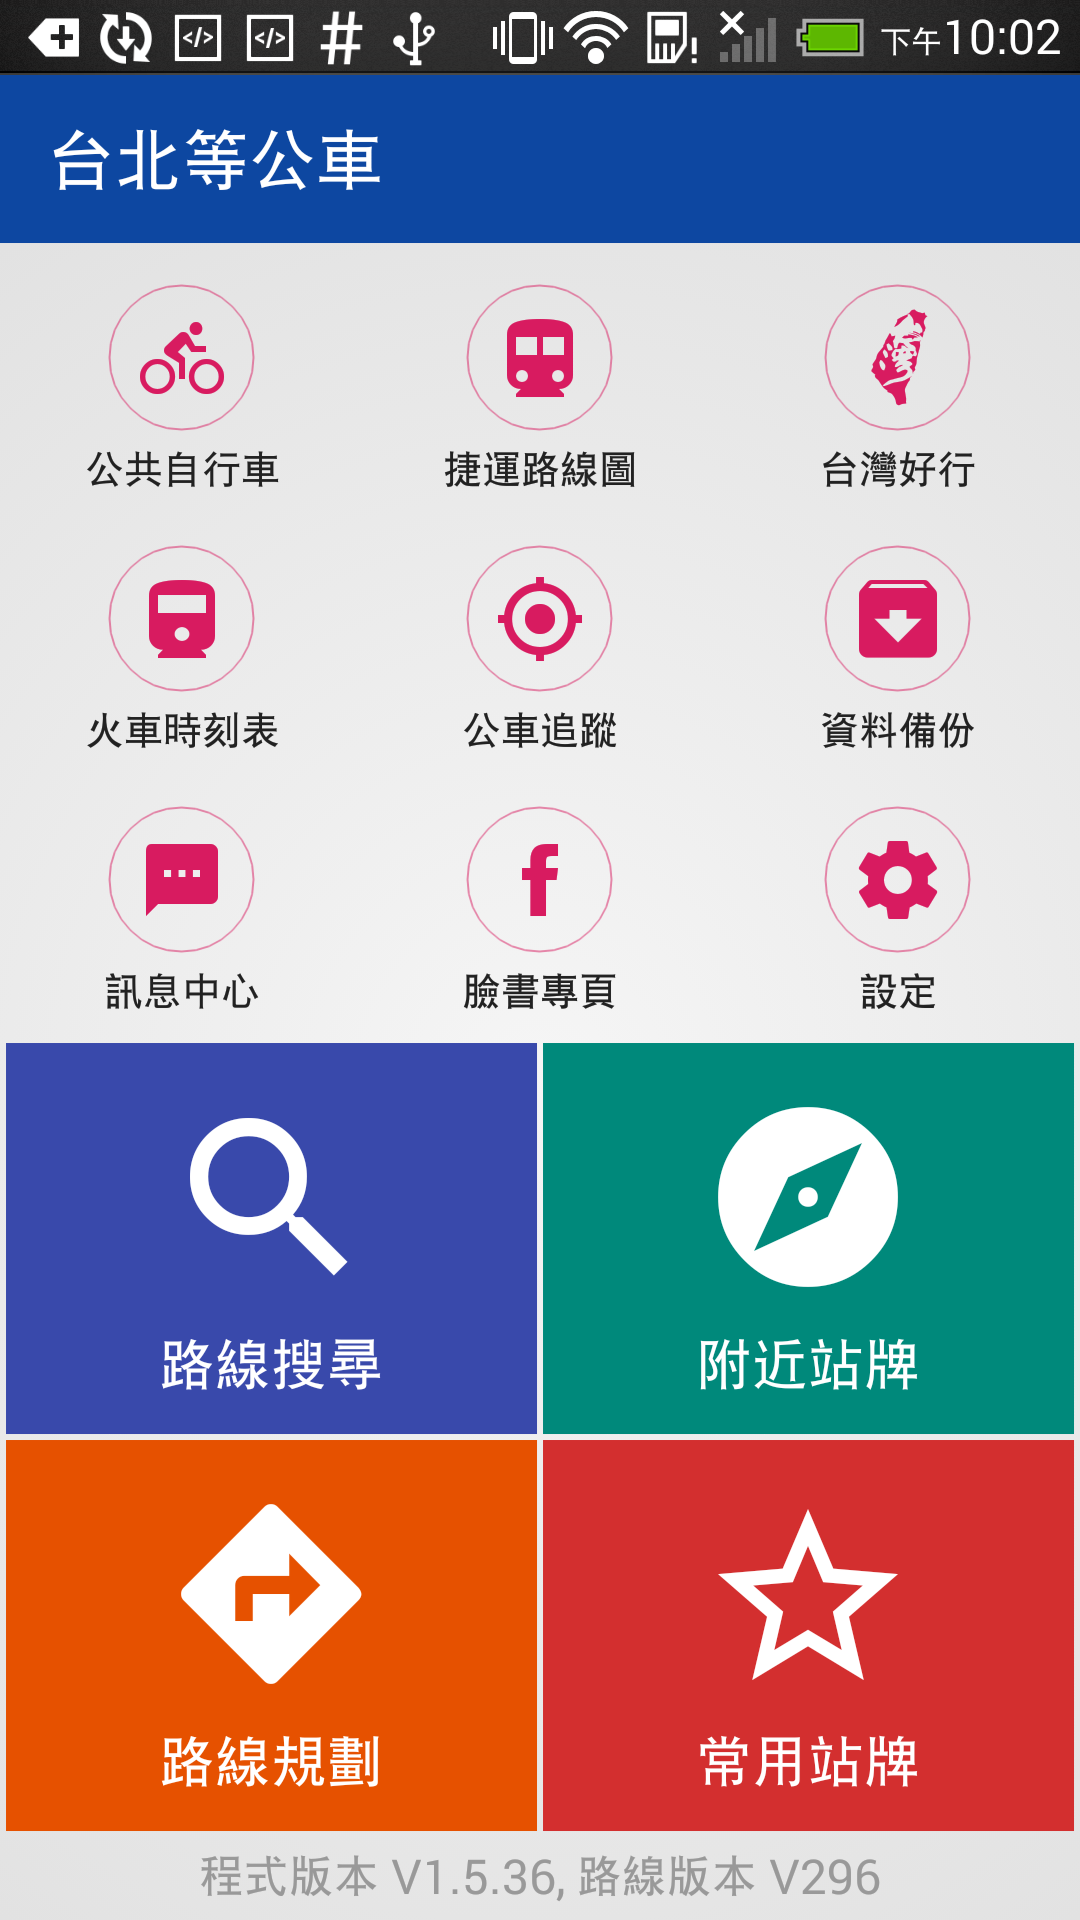 下午10:02
台北等公車
公共自行車 捷運路線圖 台灣好行
火車時刻表 公車追蹤 資料備份
訊息中心 臉書專頁 設定
路線搜尋 附近站牌
路線規劃 常用站牌
程式版本 V1.5.36, 路線版本 V296